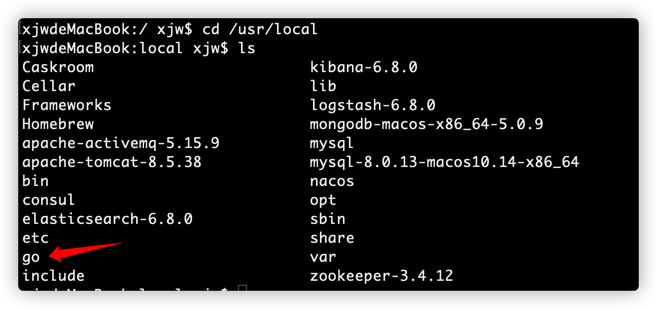 xjwdeMacBook:/ xjw$ cd /usr/local
xjwdeMacBook:local xjw$ ls
Caskroom kibana-6.8.0
Cellar lib
Frameworks logstash-6.8.0
Homebrew mongodb-macos-x86_64-5.0.9
apache-activemq-5.15.9 mysql
apache-tomcat-8.5.38 mysql-8.0.13-macos10.14-x86_64
bin nacos
consul opt
elasticsearch-6.8.0 sbin
etc share
go var
include zookeeper-3.4.12
xjwdeMacBook:local xjw$